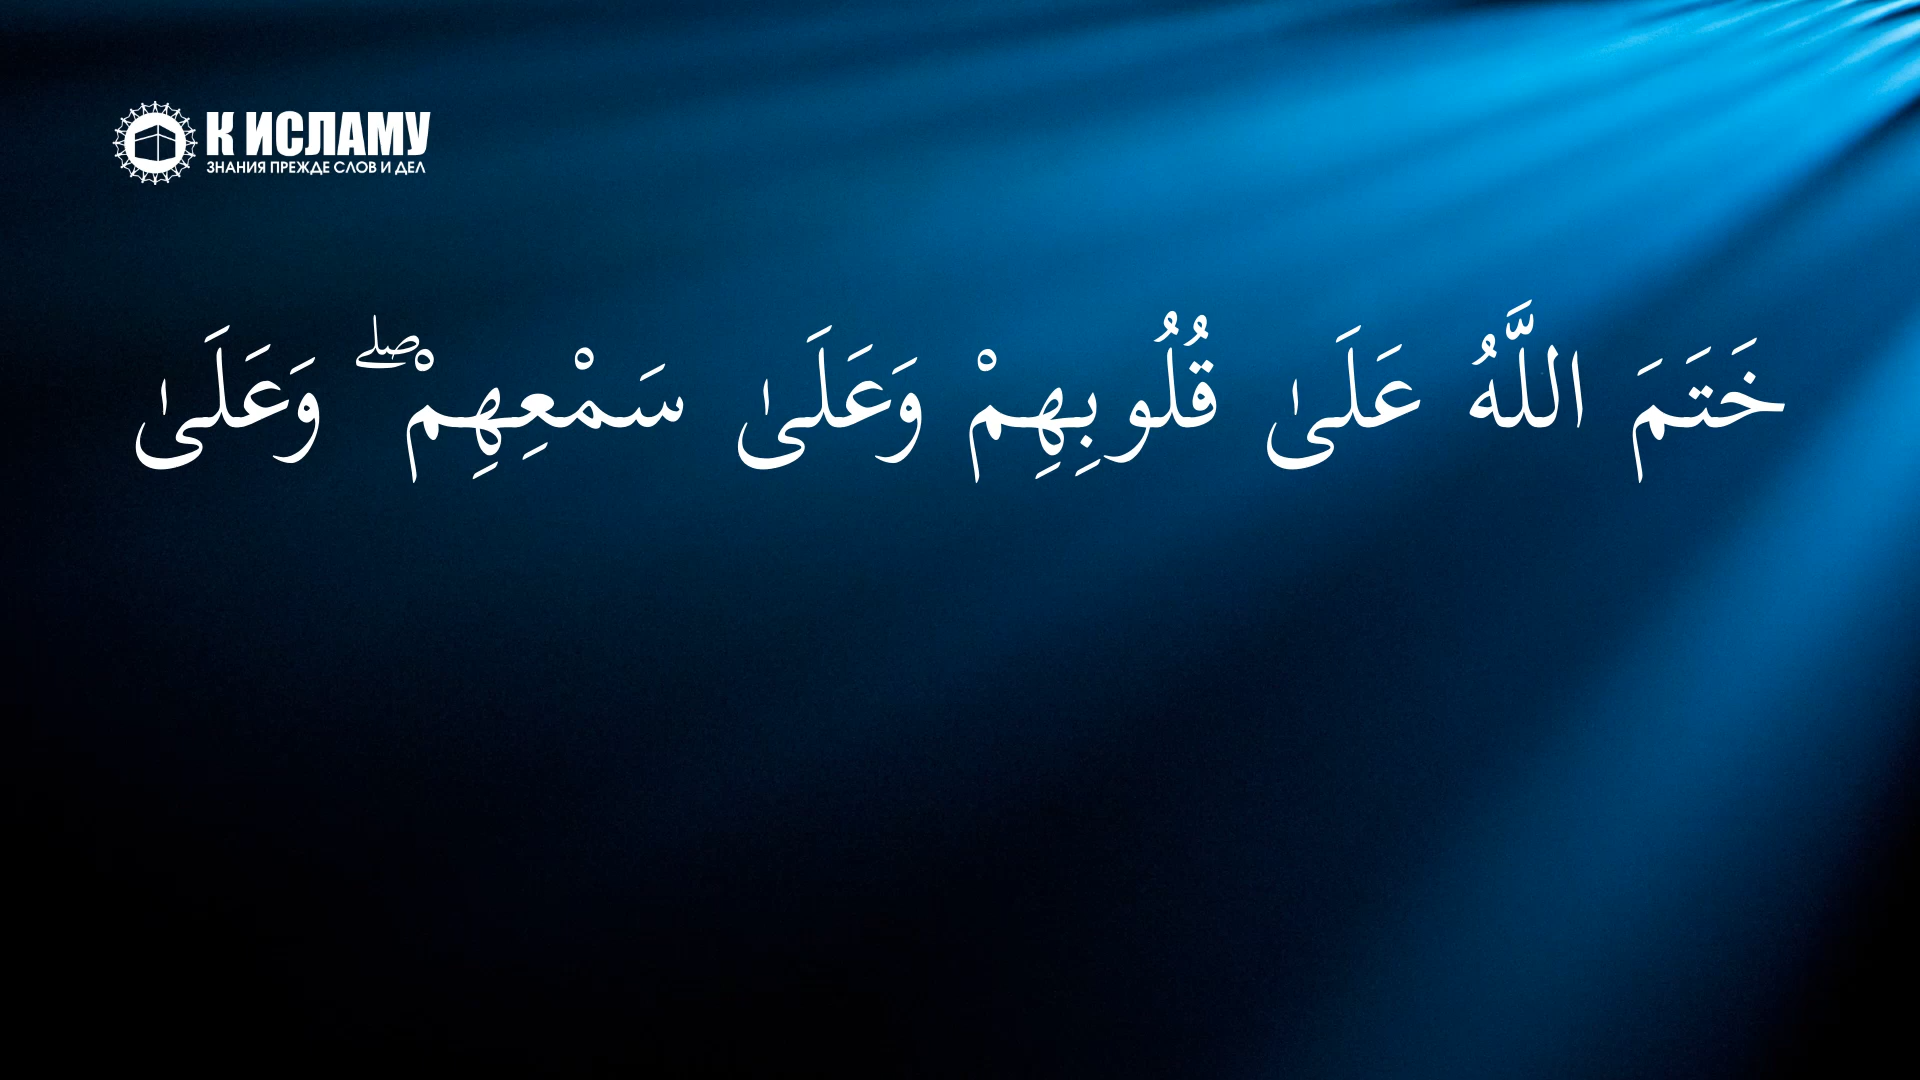 К ИСЛАМУ
ЗНАНИЯ ПРЕЖДЕ СЛОВ И ДЕЛ
خَتَمَ اللَّهُ عَلَىٰ قُلُوبِهِمْ وَعَلَىٰ سَمْعِهِمْ ۖ وَعَلَىٰ